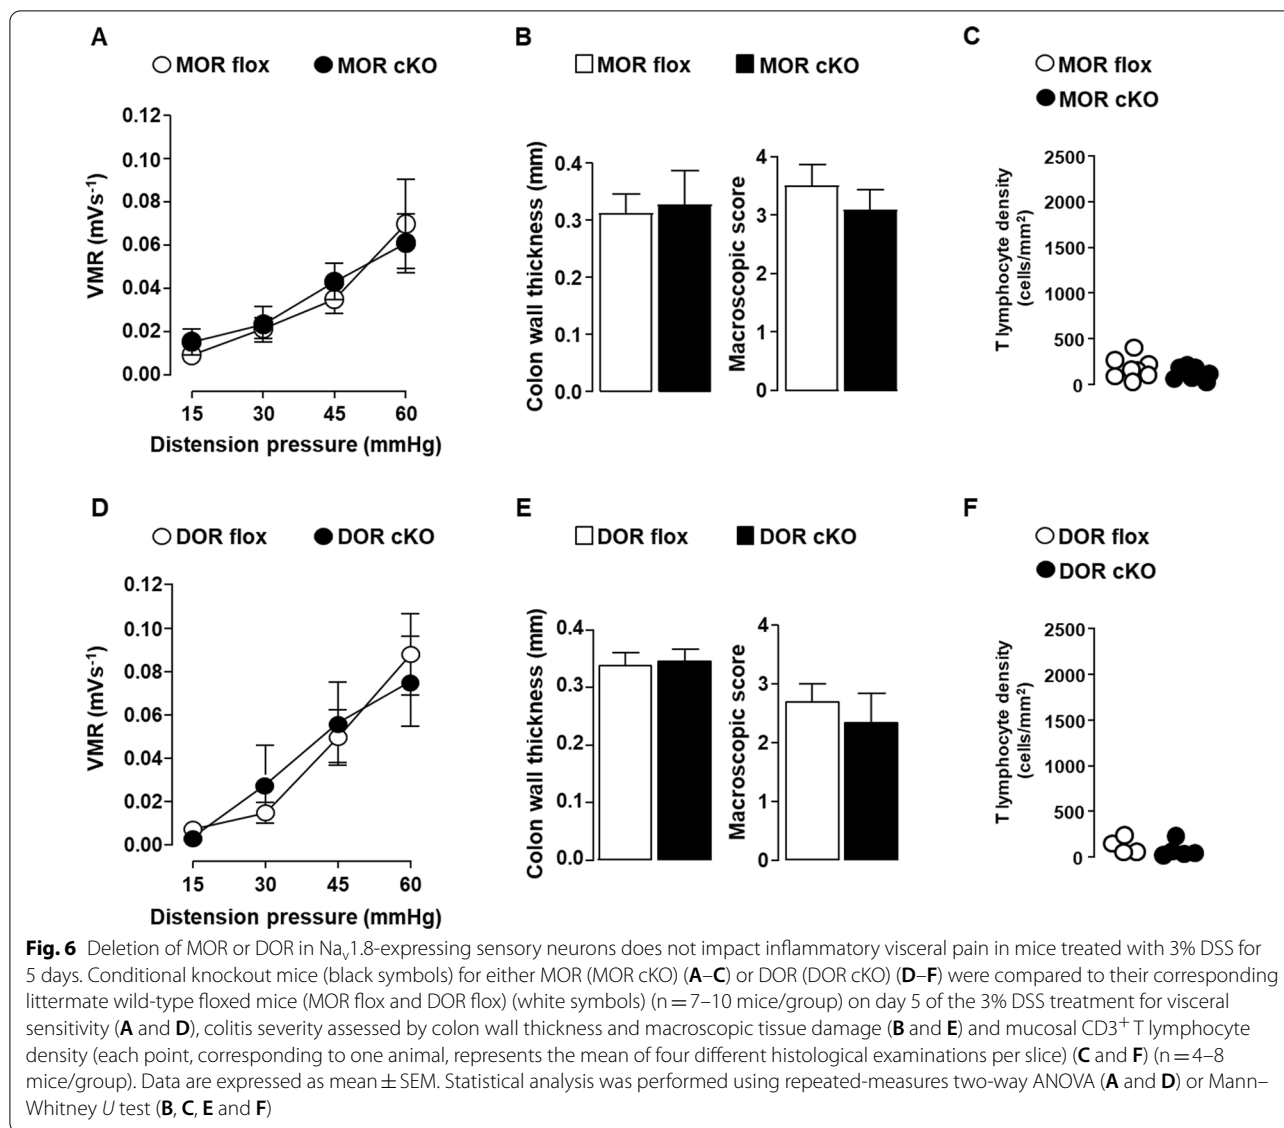 A
MOR flox MOR cKO
VMR (mVs⁻¹)
0.12
0.10
0.08
0.06
0.04
0.02
0.00
15 30 45 60
Distension pressure (mmHg)
B
MOR flox MOR cKO
Colon wall thickness (mm)
0.4
0.3
0.2
0.1
0.0
Macroscopic score
4
3
2
1
0
C
MOR flox
MOR cKO
T lymphocyte density
(cells/mm²)
2500
2000
1500
1000
500
0
D
DOR flox DOR cKO
VMR (mVs⁻¹)
0.12
0.10
0.08
0.06
0.04
0.02
0.00
15 30 45 60
Distension pressure (mmHg)
E
DOR flox DOR cKO
Colon wall thickness (mm)
0.4
0.3
0.2
0.1
0.0
Macroscopic score
4
3
2
1
0
F
DOR flox
DOR cKO
T lymphocyte density
(cells/mm²)
2500
2000
1500
1000
500
0
Fig. 6 Deletion of MOR or DOR in Naᵥ1.8-expressing sensory neurons does not impact inflammatory visceral pain in mice treated with 3% DSS for
5 days. Conditional knockout mice (black symbols) for either MOR (MOR cKO) (A–C) or DOR (DOR cKO) (D–F) were compared to their corresponding
littermate wild-type floxed mice (MOR flox and DOR flox) (white symbols) (n = 7–10 mice/group) on day 5 of the 3% DSS treatment for visceral
sensitivity (A and D), colitis severity assessed by colon wall thickness and macroscopic tissue damage (B and E) and mucosal CD3⁺ T lymphocyte
density (each point, corresponding to one animal, represents the mean of four different histological examinations per slice) (C and F) (n = 4–8
mice/group). Data are expressed as mean ± SEM. Statistical analysis was performed using repeated-measures two-way ANOVA (A and D) or Mann–
Whitney U test (B, C, E and F)